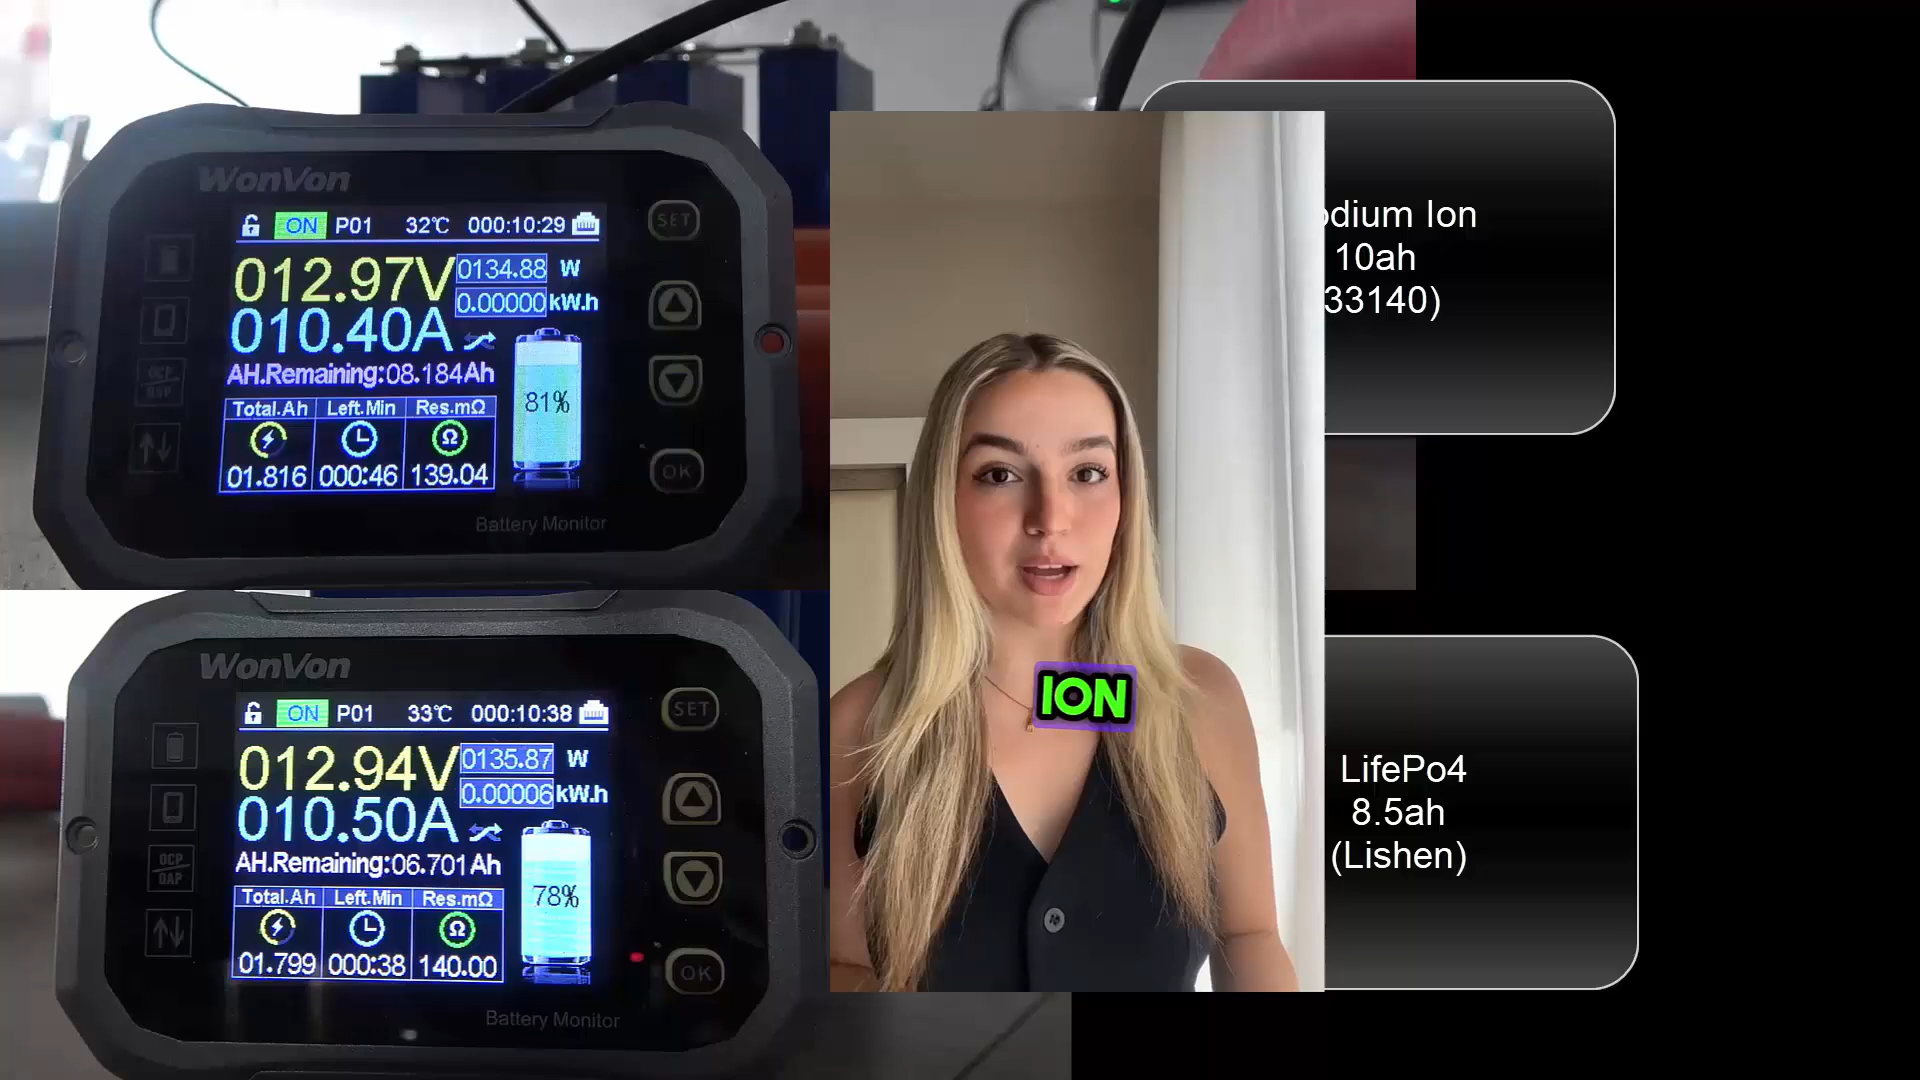 WonVon
ON P01 32℃ 000:10:29
012.97V 0134.88 W
0.00000 kW.h
010.40A
AH.Remaining:08.184Ah
81%
Total.Ah Left.Min Res.mΩ
Ω
01.816 000:46 139.04
Battery Monitor
SET
OK
WonVon
ON P01 33℃ 000:10:38
012.94V 0135.87 W
0.00006 kW.h
010.50A
AH.Remaining:06.701Ah
78%
Total.Ah Left.Min Res.mΩ
Ω
01.799 000:38 140.00
Battery Monitor
OCP
OAP
SET
OK
ION
odium Ion
10ah
33140)
LifePo4
8.5ah
(Lishen)